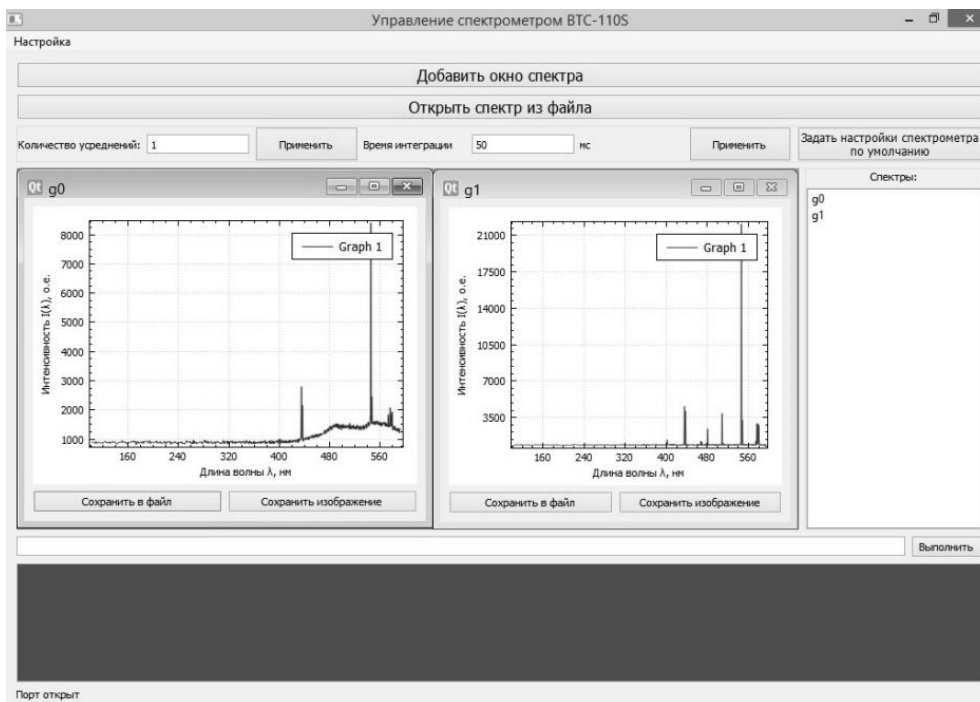 Управление спектрометром BTC-110S
Настройка
Добавить окно спектра
Открыть спектр из файла
Количество усреднений: 1 Применить Время интеграции 50 мс Применить Задать настройки спектрометра
по умолчанию
Qt g0
Graph 1
8000
7000
6000
5000
4000
3000
2000
1000
Интенсивность I(λ), о.е.
160 240 320 400 480 560
Длина волны λ, нм
Сохранить в файл Сохранить изображение
Qt g1
Graph 1
21000
17500
14000
10500
7000
3500
Интенсивность I(λ), о.е.
160 240 320 400 480 560
Длина волны λ, нм
Сохранить в файл Сохранить изображение
Спектры:
g0
g1
Выполнить
Порт открыт